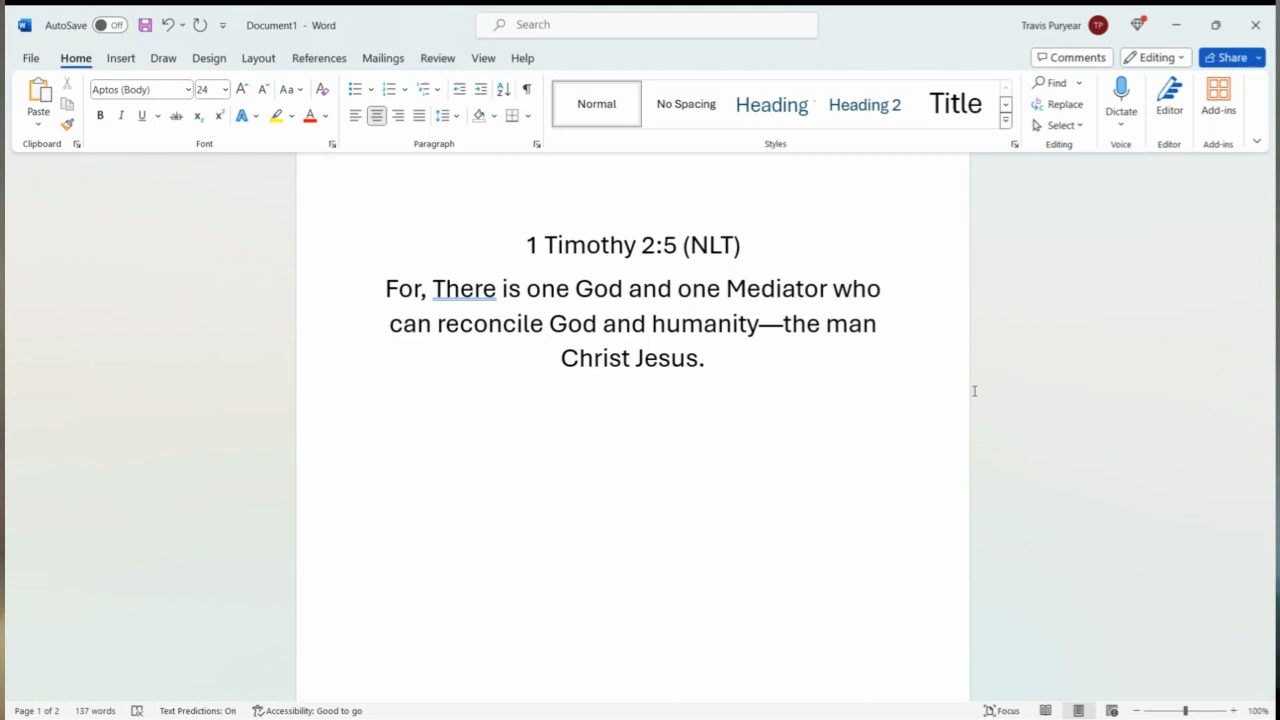 AutoSave Off Document1 - Word Search Travis Puryear TP
File Home Insert Draw Design Layout References Mailings Review View Help Comments Editing Share
Aptos (Body) 24 Aa Normal No Spacing Heading 1 Heading 2 Title Find
Paste Replace Dictate Editor Add-ins
Select
Clipboard Font Paragraph Styles Editing Voice Editor Add-ins
1 Timothy 2:5 (NLT)
For, There is one God and one Mediator who
can reconcile God and humanity—the man
Christ Jesus.
Page 1 of 2 137 words Text Predictions: On Accessibility: Good to go Focus 100%